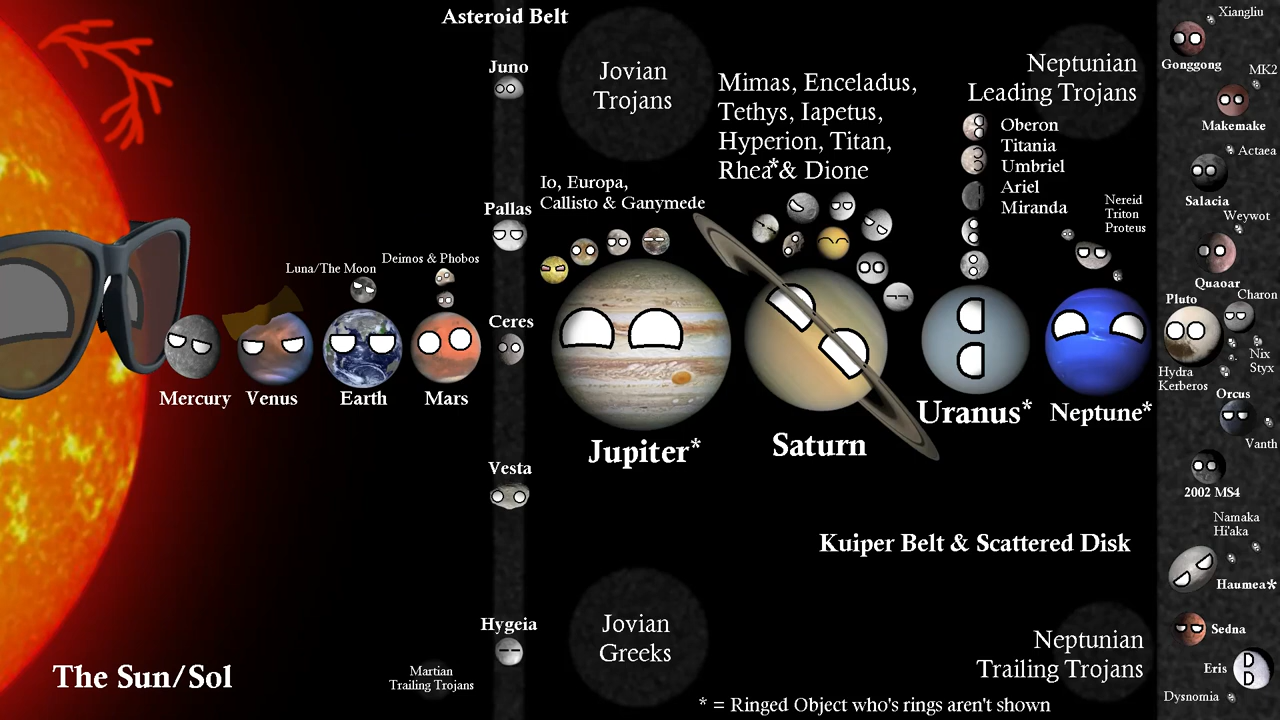 Asteroid Belt
Xiangliu
Gonggong
MK2
Makemake
Actaea
Salacia
Weywot
Quaoar
Juno
Jovian
Trojans
Mimas, Enceladus,
Tethys, Iapetus,
Hyperion, Titan,
Rhea*& Dione
Neptunian
Leading Trojans
Oberon
Titania
Umbriel
Ariel
Miranda
Nereid
Triton
Proteus
Io, Europa,
Callisto & Ganymede
Pallas
Luna/The Moon
Deimos & Phobos
Ceres
Pluto
Charon
Nix
Styx
Hydra
Kerberos
Mercury
Venus
Earth
Mars
Jupiter*
Saturn
Uranus*
Neptune*
Orcus
Vanth
Vesta
2002 MS4
Kuiper Belt & Scattered Disk
Namaka
Hi'aka
Haumea*
Hygeia
Jovian
Greeks
Neptunian
Trailing Trojans
Sedna
Eris
D
D
Dysnomia
The Sun/Sol
Martian
Trailing Trojans
* = Ringed Object who's rings aren't shown